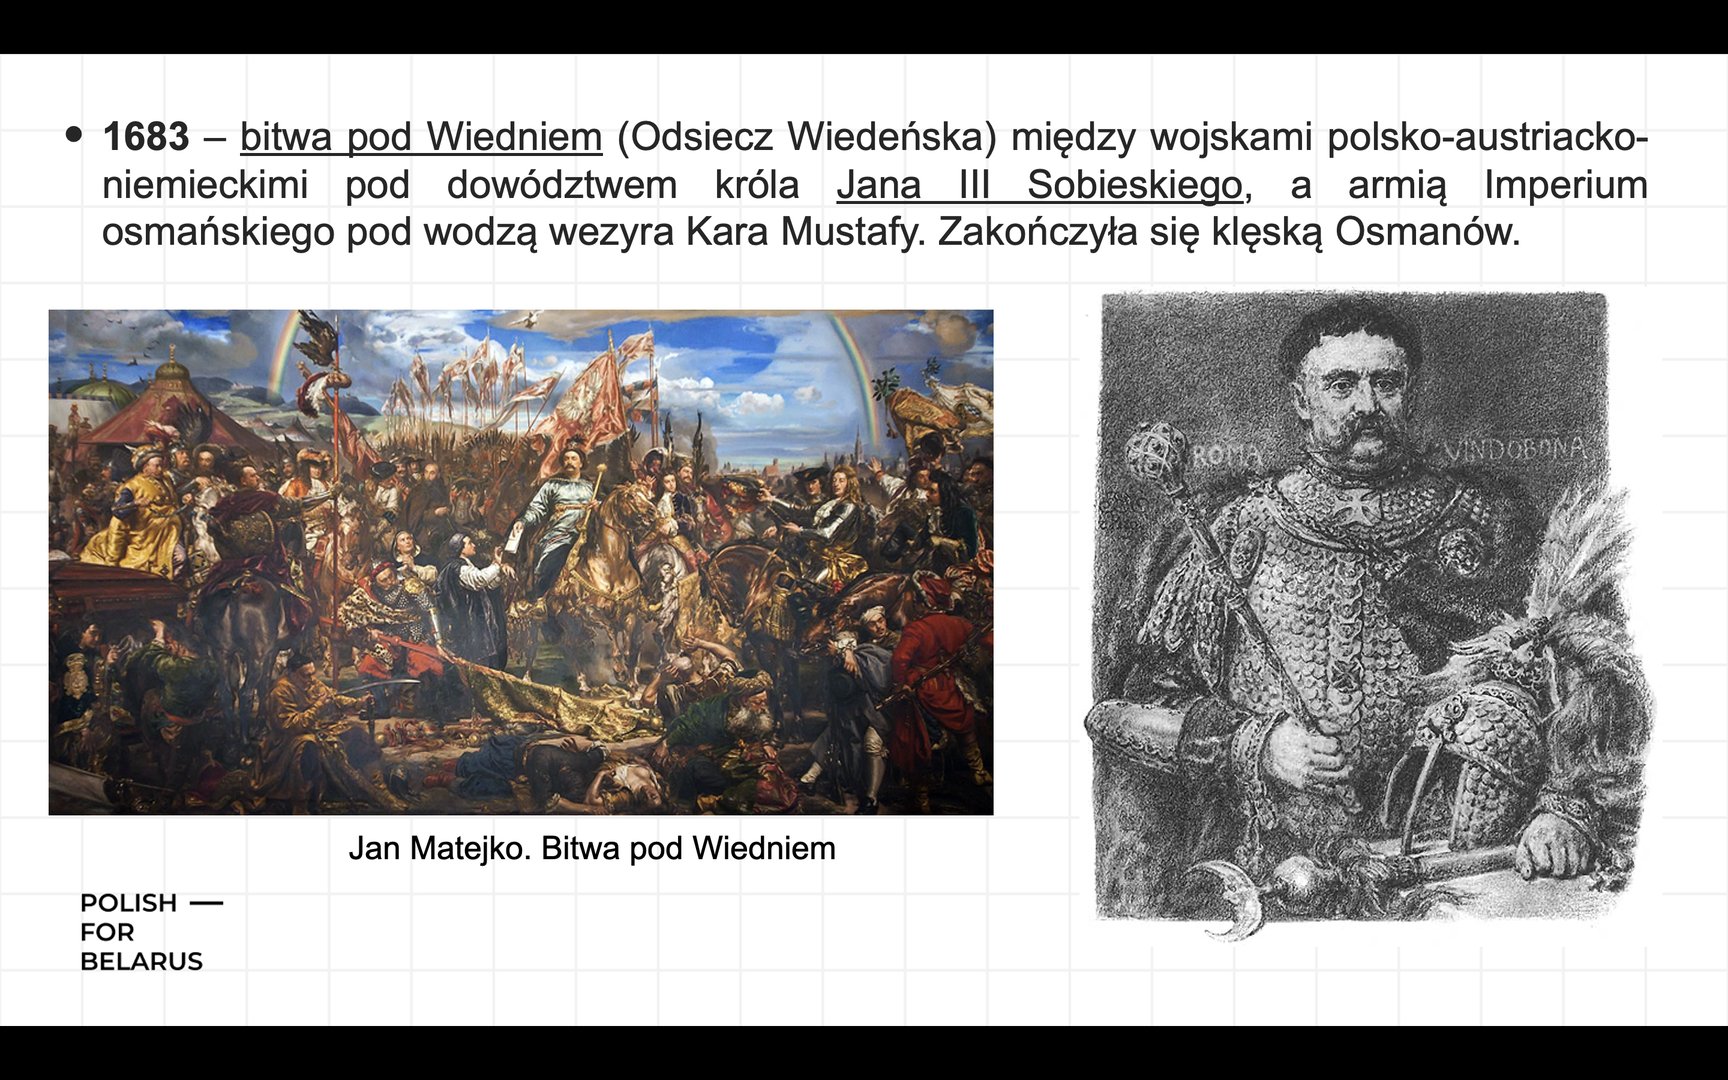 • 1683 – bitwa pod Wiedniem (Odsiecz Wiedeńska) między wojskami polsko-austriacko-
niemieckimi pod dowództwem króla Jana III Sobieskiego, a armią Imperium
osmańskiego pod wodzą wezyra Kara Mustafy. Zakończyła się klęską Osmanów.
ROMA VINDOBONA
Jan Matejko. Bitwa pod Wiedniem
POLISH —
FOR
BELARUS